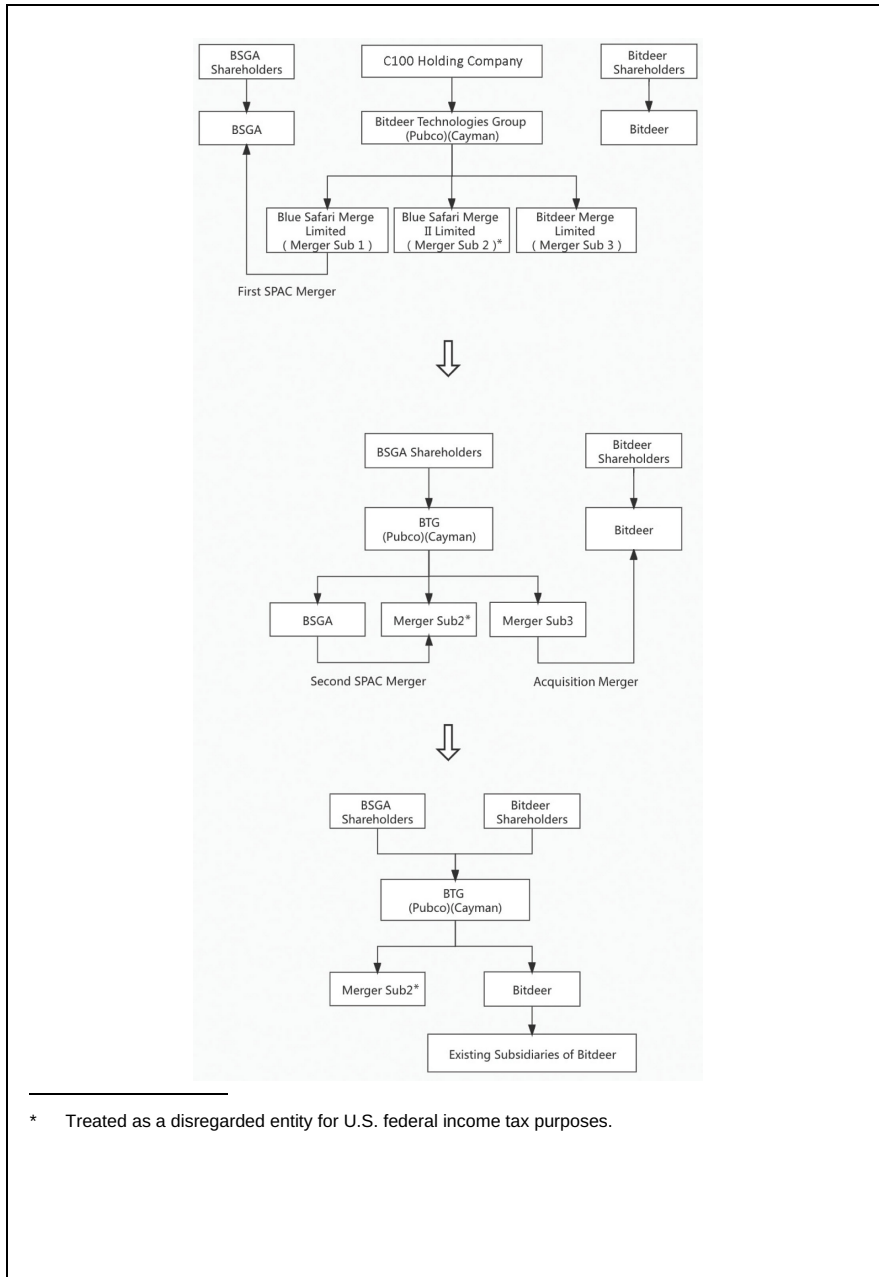 BSGA
Shareholders
C100 Holding Company
Bitdeer
Shareholders
BSGA
Bitdeer Technologies Group
(Pubco)(Cayman)
Bitdeer
Blue Safari Merge
Limited
( Merger Sub 1 )
Blue Safari Merge
II Limited
( Merger Sub 2 )*
Bitdeer Merge
Limited
( Merger Sub 3 )
First SPAC Merger
BSGA Shareholders
Bitdeer
Shareholders
BTG
(Pubco)(Cayman)
Bitdeer
BSGA
Merger Sub2*
Merger Sub3
Second SPAC Merger
Acquisition Merger
BSGA
Shareholders
Bitdeer
Shareholders
BTG
(Pubco)(Cayman)
Merger Sub2*
Bitdeer
Existing Subsidiaries of Bitdeer
* Treated as a disregarded entity for U.S. federal income tax purposes.